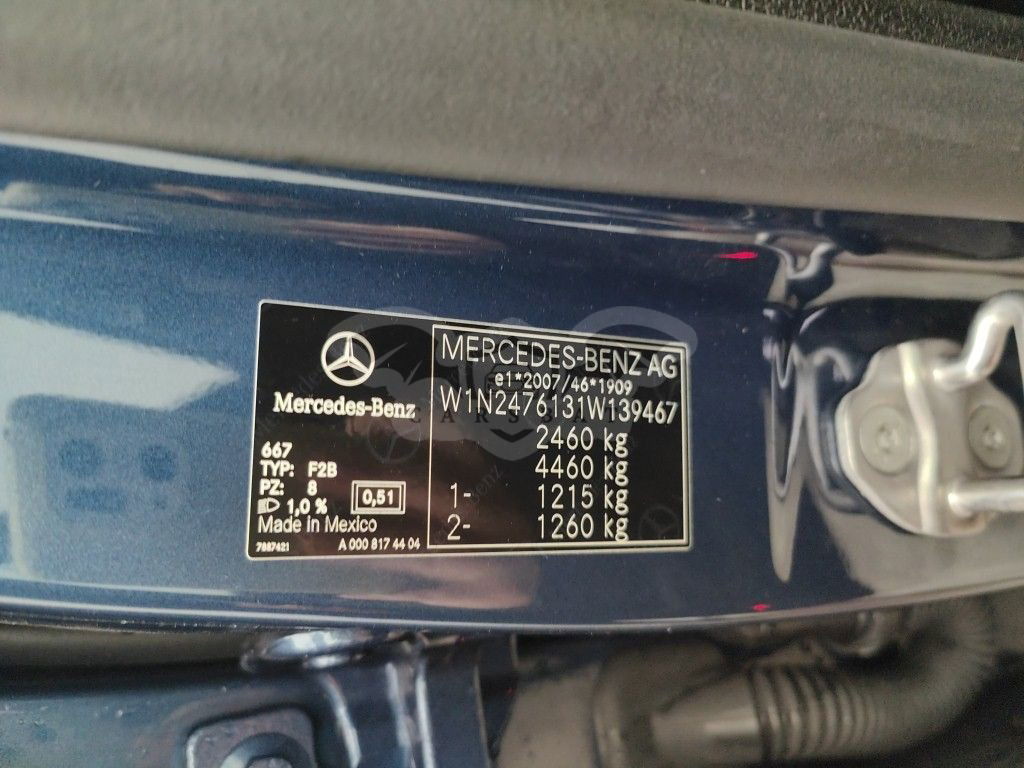 Mercedes-Benz
667
TYP: F2B
PZ: 8
1,0 %
0,51
Made in Mexico
7887421
A 000 817 44 04
MERCEDES-BENZ AG
e1*2007/46*1909
W1N2476131W139467
2460 kg
4460 kg
1- 1215 kg
2- 1260 kg